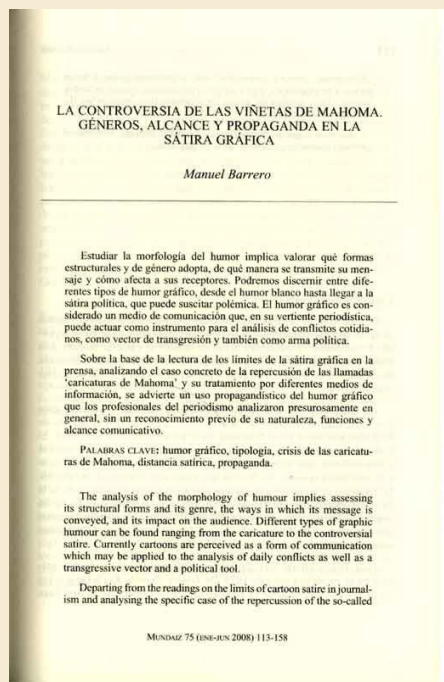 LA CONTROVERSIA DE LAS VIÑETAS DE MAHOMA.
GÉNEROS, ALCANCE Y PROPAGANDA EN LA
SÁTIRA GRÁFICA
Manuel Barrero
Estudiar la morfología del humor implica valorar qué formas
estructurales y de género adopta, de qué manera se transmite su men-
saje y cómo afecta a sus receptores. Podremos discernir entre dife-
rentes tipos de humor gráfico, desde el humor blanco hasta llegar a la
sátira política, que puede suscitar polémica. El humor gráfico es con-
siderado un medio de comunicación que, en su vertiente periodística,
puede actuar como instrumento para el análisis de conflictos cotidia-
nos, como vector de transgresión y también como arma política.
Sobre la base de la lectura de los límites de la sátira gráfica en la
prensa, analizando el caso concreto de la repercusión de las llamadas
‘caricaturas de Mahoma’ y su tratamiento por diferentes medios de
información, se advierte un uso propagandístico del humor gráfico
que los profesionales del periodismo analizaron presurosamente en
general, sin un reconocimiento previo de su naturaleza, funciones y
alcance comunicativo.
PALABRAS CLAVE: humor gráfico, tipología, crisis de las caricatu-
ras de Mahoma, distancia satírica, propaganda.
The analysis of the morphology of humour implies assessing
its structural forms and its genre, the ways in which its message is
conveyed, and its impact on the audience. Different types of graphic
humour can be found ranging from the caricature to the controversial
satire. Currently cartoons are perceived as a form of communication
which may be applied to the analysis of daily conflicts as well as a
transgressive vector and a political tool.
Departing from the readings on the limits of cartoon satire in journal-
ism and analysing the specific case of the repercussion of the so-called
MUNDAIZ 75 (ENE-JUN 2008) 113-158